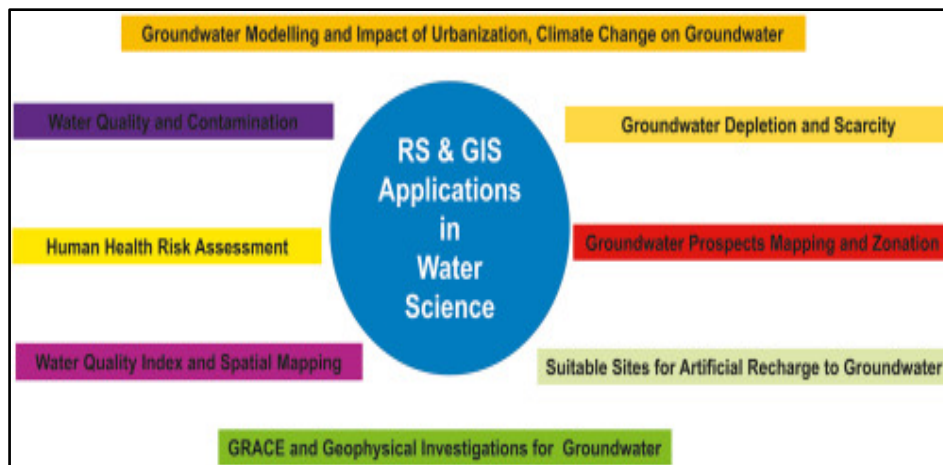 Groundwater Modelling and Impact of Urbanization, Climate Change on Groundwater
Water Quality and Contamination
Groundwater Depletion and Scarcity
RS & GIS
Applications
in
Water
Science
Human Health Risk Assessment
Groundwater Prospects Mapping and Zonation
Water Quality Index and Spatial Mapping
Suitable Sites for Artificial Recharge to Groundwater
GRACE and Geophysical Investigations for Groundwater